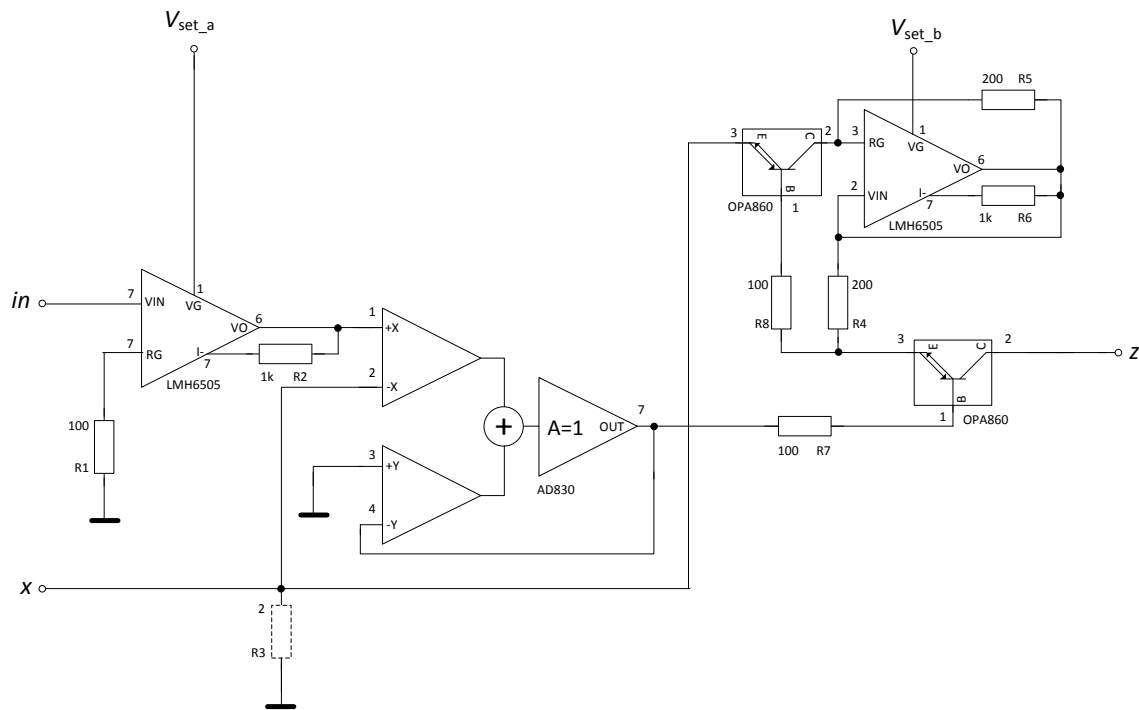 Vset_a
Vset_b
200 R5
3 E C 2
3 RG
1
VG
VO 6
B
1
OPA860
2 VIN
I-
7
1k R6
LMH6505
in
7 VIN
1
VG
VO 6
7 RG
I-
7
1k R2
LMH6505
100
R1
1 +X
2 -X
+
3 +Y
4 -Y
A=1
OUT 7
AD830
100
R8
200
R4
3 E C 2
B
1
OPA860
z
100 R7
x
2
R3